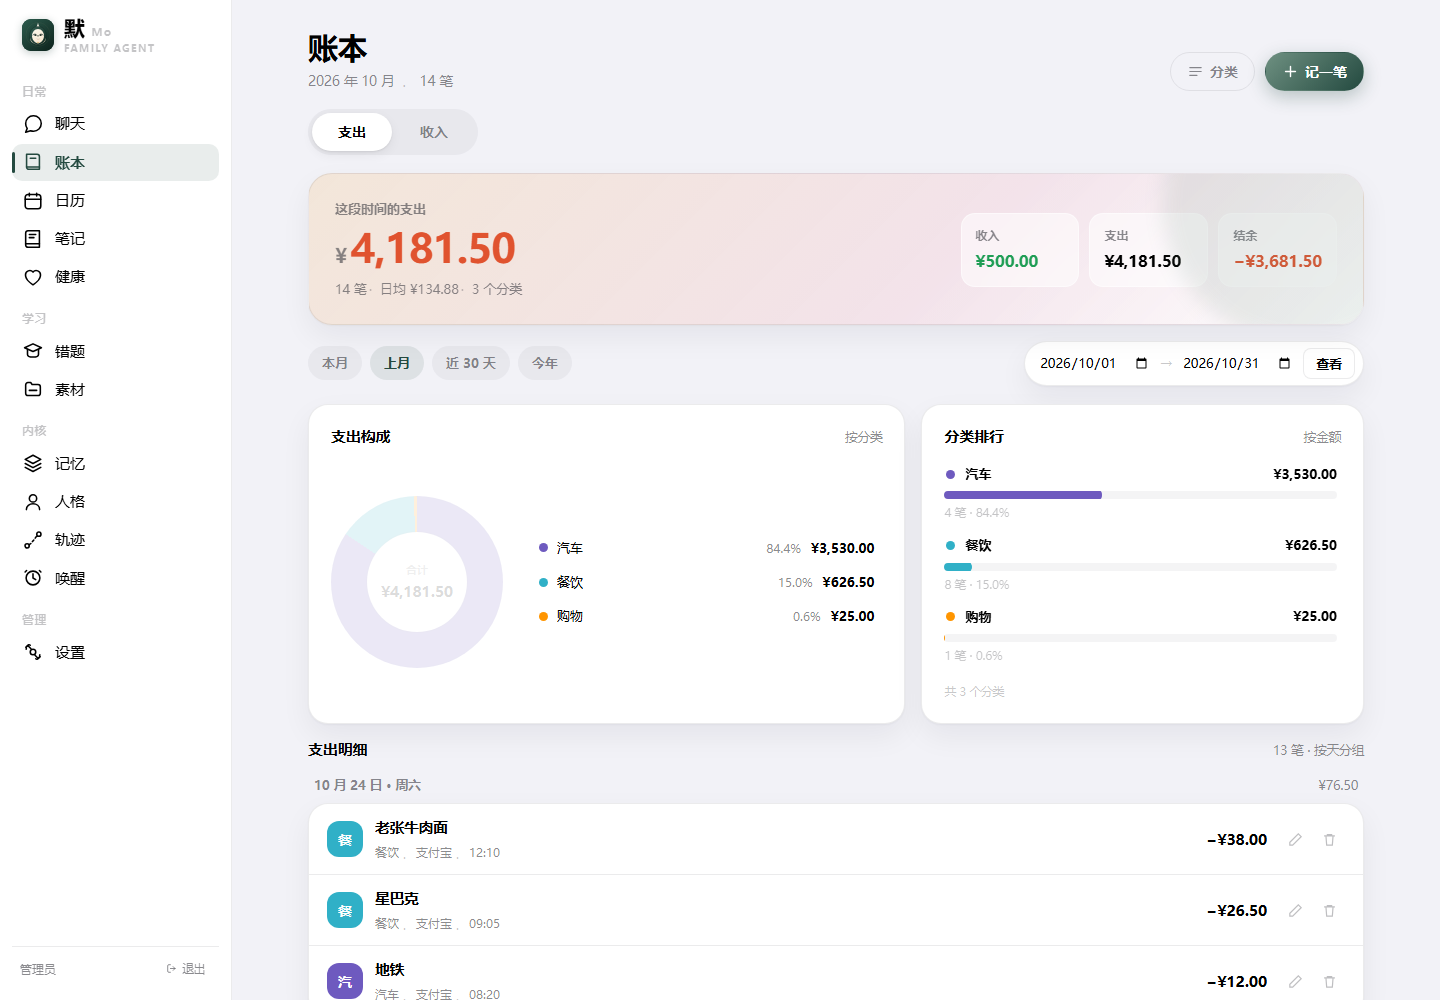 默 Mo
FAMILY AGENT
日常
聊天
账本
日历
笔记
健康
学习
错题
素材
内核
记忆
人格
轨迹
唤醒
管理
设置
管理员
退出
账本
2026 年 10 月 . 14 笔
分类
记一笔
支出
收入
这段时间的支出
¥4,181.50
14 笔 · 日均 ¥134.88 · 3 个分类
收入
¥500.00
支出
¥4,181.50
结余
−¥3,681.50
本月
上月
近 30 天
今年
2026/10/01 → 2026/10/31 查看
支出构成
按分类
合计
¥4,181.50
汽车 84.4% ¥3,530.00
餐饮 15.0% ¥626.50
购物 0.6% ¥25.00
分类排行
按金额
汽车 ¥3,530.00
4 笔 · 84.4%
餐饮 ¥626.50
8 笔 · 15.0%
购物 ¥25.00
1 笔 · 0.6%
共 3 个分类
支出明细
13 笔 · 按天分组
10 月 24 日 • 周六
¥76.50
餐
老张牛肉面
餐饮 . 支付宝 . 12:10
−¥38.00
餐
星巴克
餐饮 . 支付宝 . 09:05
−¥26.50
汽
地铁
汽车 . 支付宝 . 08:20
−¥12.00